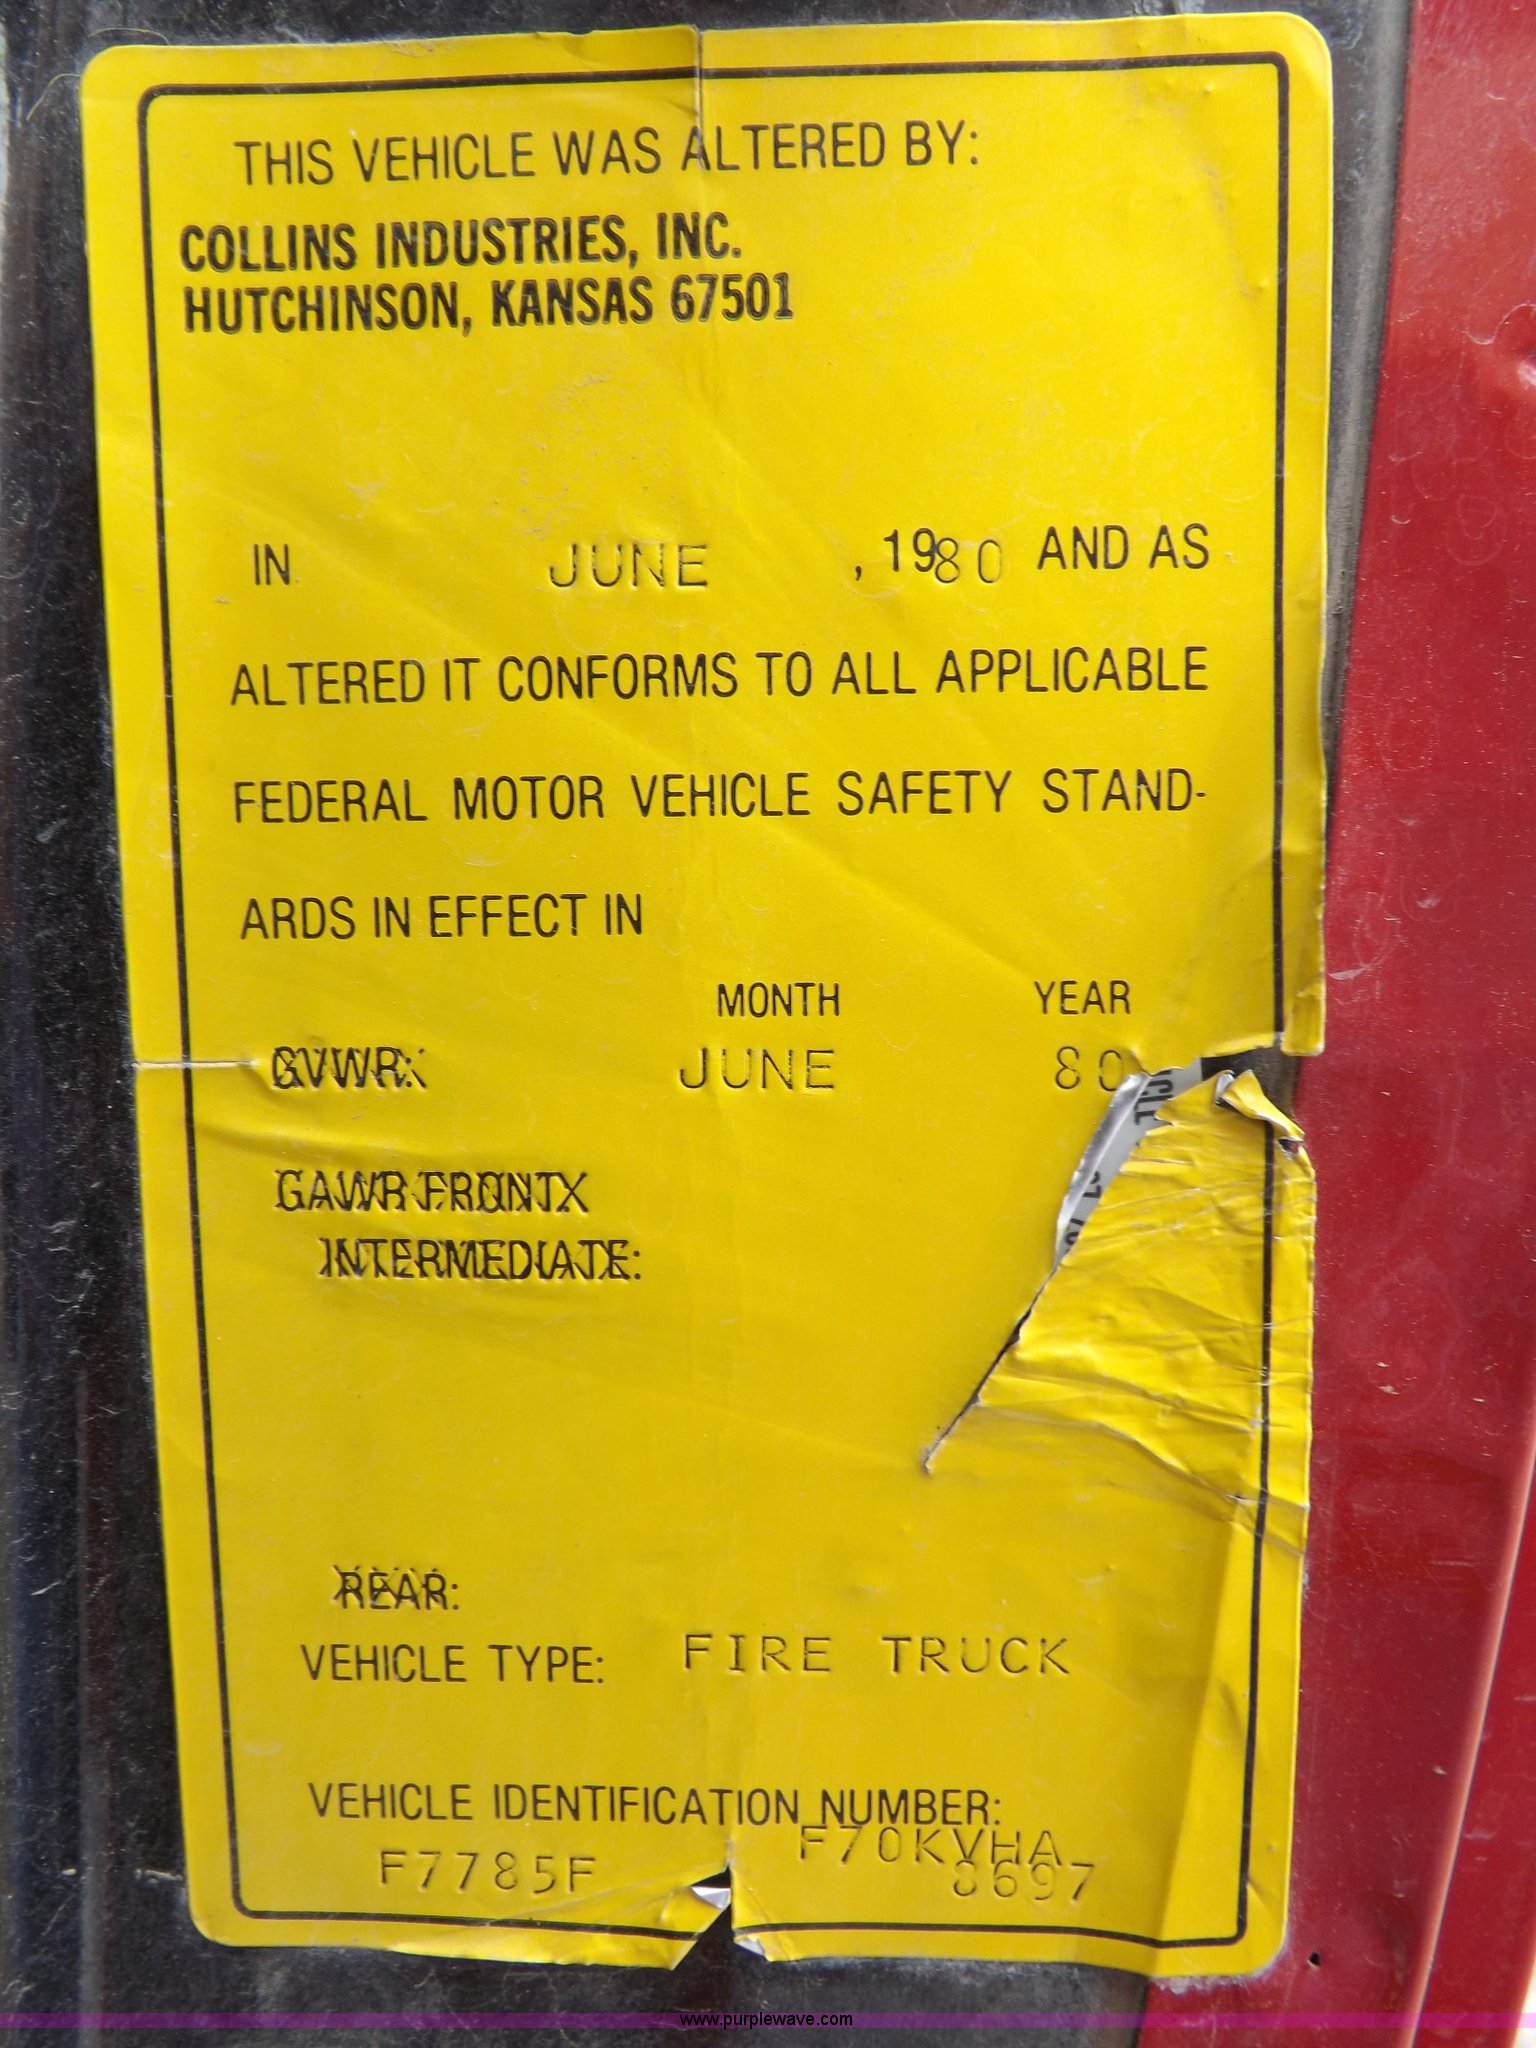 THIS VEHICLE WAS ALTERED BY:
COLLINS INDUSTRIES, INC.
HUTCHINSON, KANSAS 67501
IN JUNE , 1980 AND AS
ALTERED IT CONFORMS TO ALL APPLICABLE
FEDERAL MOTOR VEHICLE SAFETY STAND-
ARDS IN EFFECT IN
MONTH YEAR
GVWR: JUNE 80
GAWR FRONT
INTERMEDIATE:
REAR:
VEHICLE TYPE: FIRE TRUCK
VEHICLE IDENTIFICATION NUMBER:
F70KVHA
F7785F 8697
www.purplewave.com